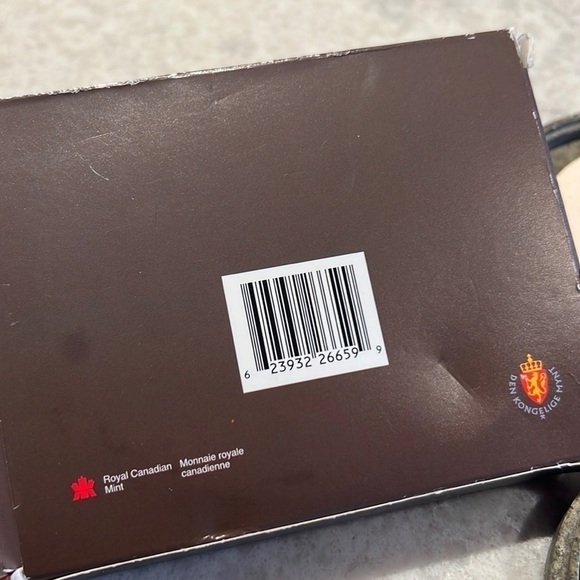 6 23932 26659 9
DEN KONGELIGE MYNT
Royal Canadian
Mint
Monnaie royale
canadienne